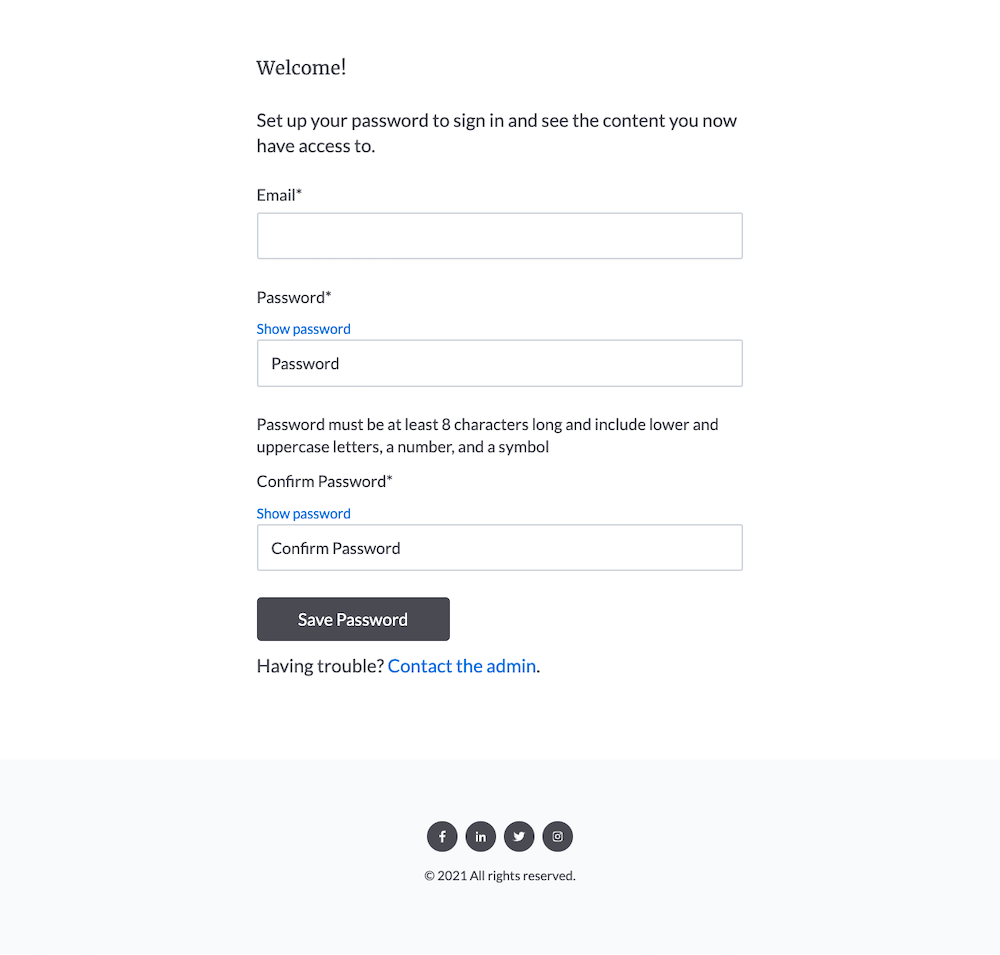 Welcome!
Set up your password to sign in and see the content you now
have access to.
Email*
Password*
Show password
Password
Password must be at least 8 characters long and include lower and
uppercase letters, a number, and a symbol
Confirm Password*
Show password
Confirm Password
Save Password
Having trouble? Contact the admin.
© 2021 All rights reserved.